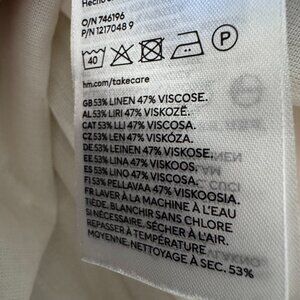 O/N 746196
P/N 1217048 9
40 P
hm.com/takecare
GB 53% LINEN 47% VISCOSE.
AL 53% LIRI 47% VISKOZË.
CAT 53% LLI 47% VISCOSA.
CZ 53% LEN 47% VISKÓZA.
DE 53% LEINEN 47% VISKOSE.
EE 53% LINA 47% VISKOOS.
ES 53% LINO 47% VISCOSA.
FI 53% PELLAVAA 47% VISKOOSIA.
FR LAVER À LA MACHINE À L'EAU
TIÈDE, BLANCHIR SANS CHLORE
SI NÉCESSAIRE, SÉCHER À L'AIR.
REPASSER À TEMPÉRATURE
MOYENNE, NETTOYAGE À SEC. 53%